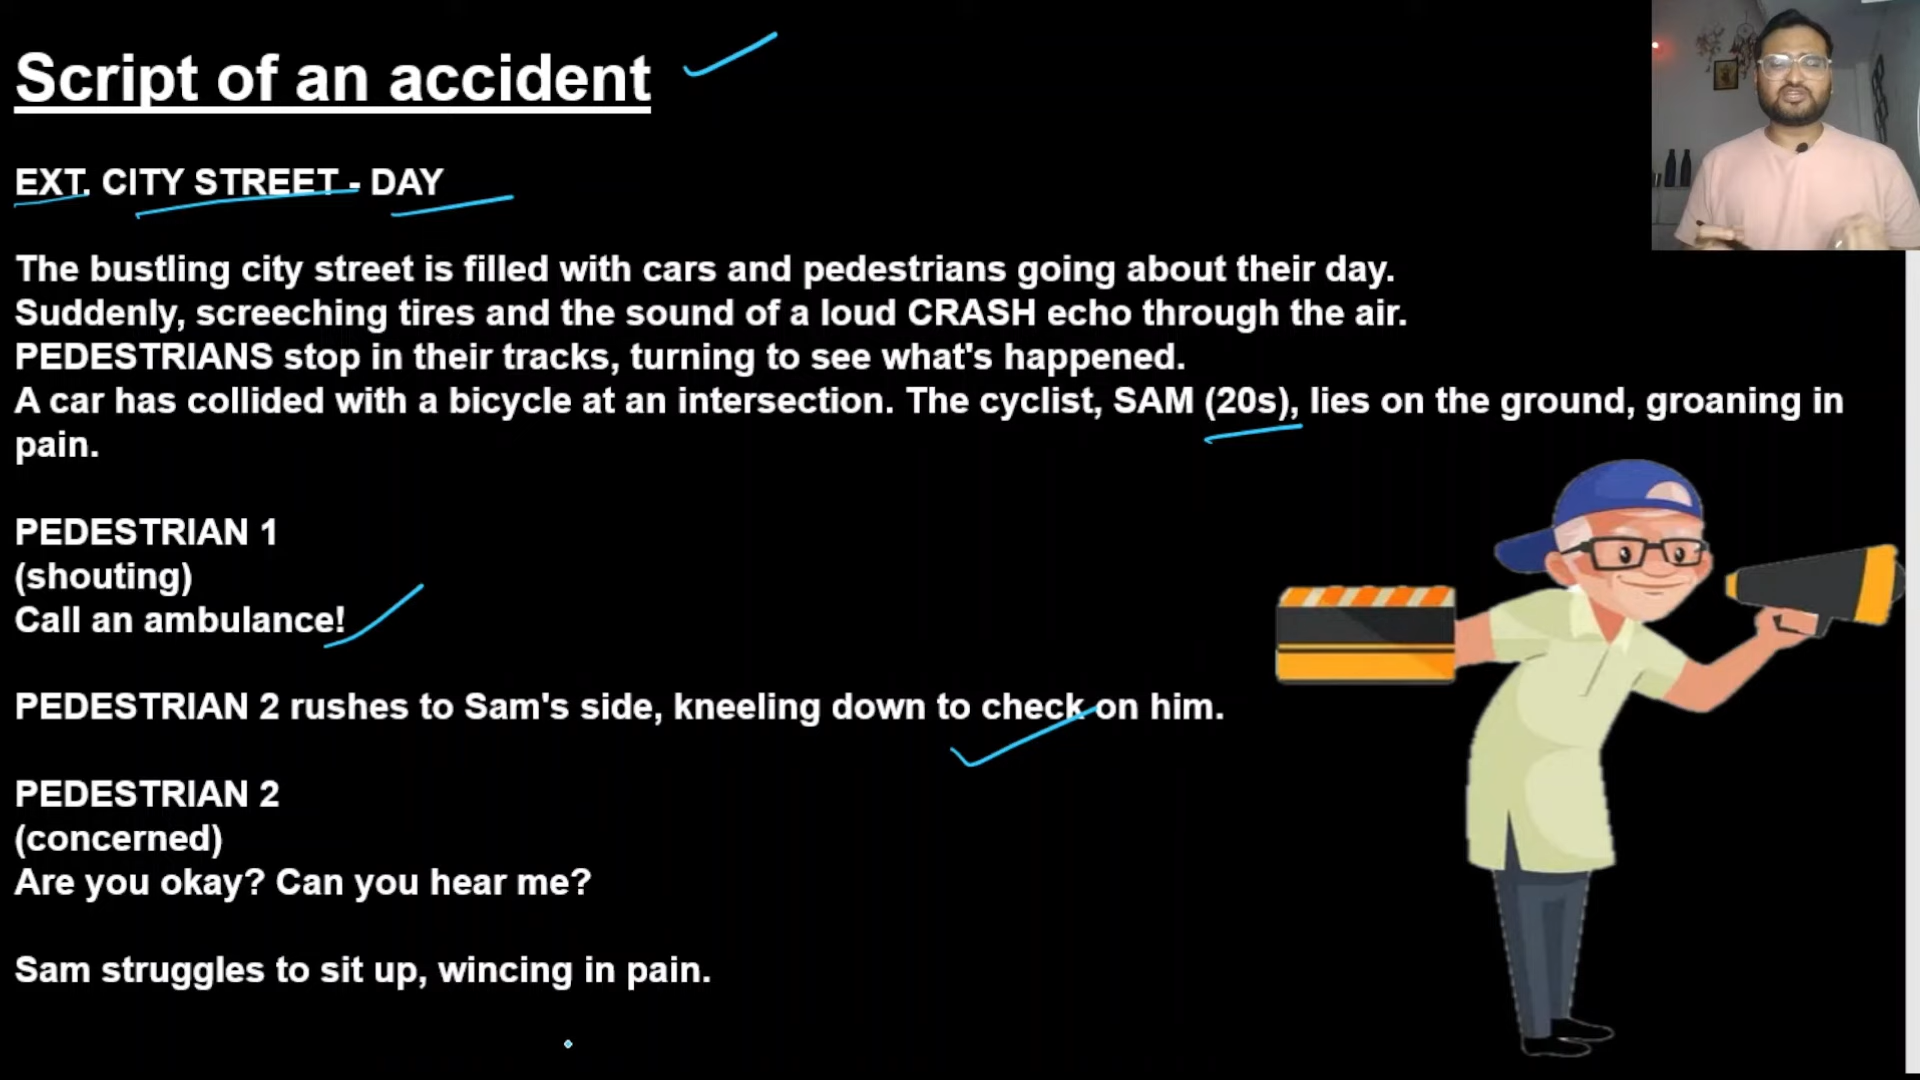 Script of an accident
EXT. CITY STREET - DAY
The bustling city street is filled with cars and pedestrians going about their day.
Suddenly, screeching tires and the sound of a loud CRASH echo through the air.
PEDESTRIANS stop in their tracks, turning to see what's happened.
A car has collided with a bicycle at an intersection. The cyclist, SAM (20s), lies on the ground, groaning in
pain.
PEDESTRIAN 1
(shouting)
Call an ambulance!
PEDESTRIAN 2 rushes to Sam's side, kneeling down to check on him.
PEDESTRIAN 2
(concerned)
Are you okay? Can you hear me?
Sam struggles to sit up, wincing in pain.